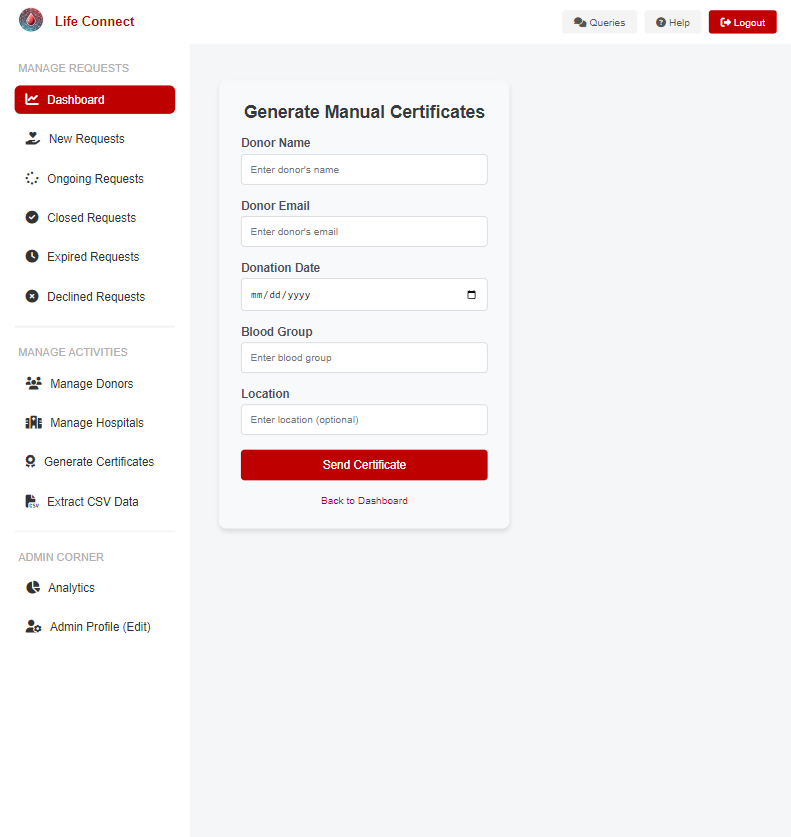 Life Connect
Queries
Help
Logout
MANAGE REQUESTS
Dashboard
New Requests
Ongoing Requests
Closed Requests
Expired Requests
Declined Requests
MANAGE ACTIVITIES
Manage Donors
Manage Hospitals
Generate Certificates
CSV
Extract CSV Data
ADMIN CORNER
Analytics
Admin Profile (Edit)
Generate Manual Certificates
Donor Name
Enter donor's name
Donor Email
Enter donor's email
Donation Date
mm/dd/yyyy
Blood Group
Enter blood group
Location
Enter location (optional)
Send Certificate
Back to Dashboard